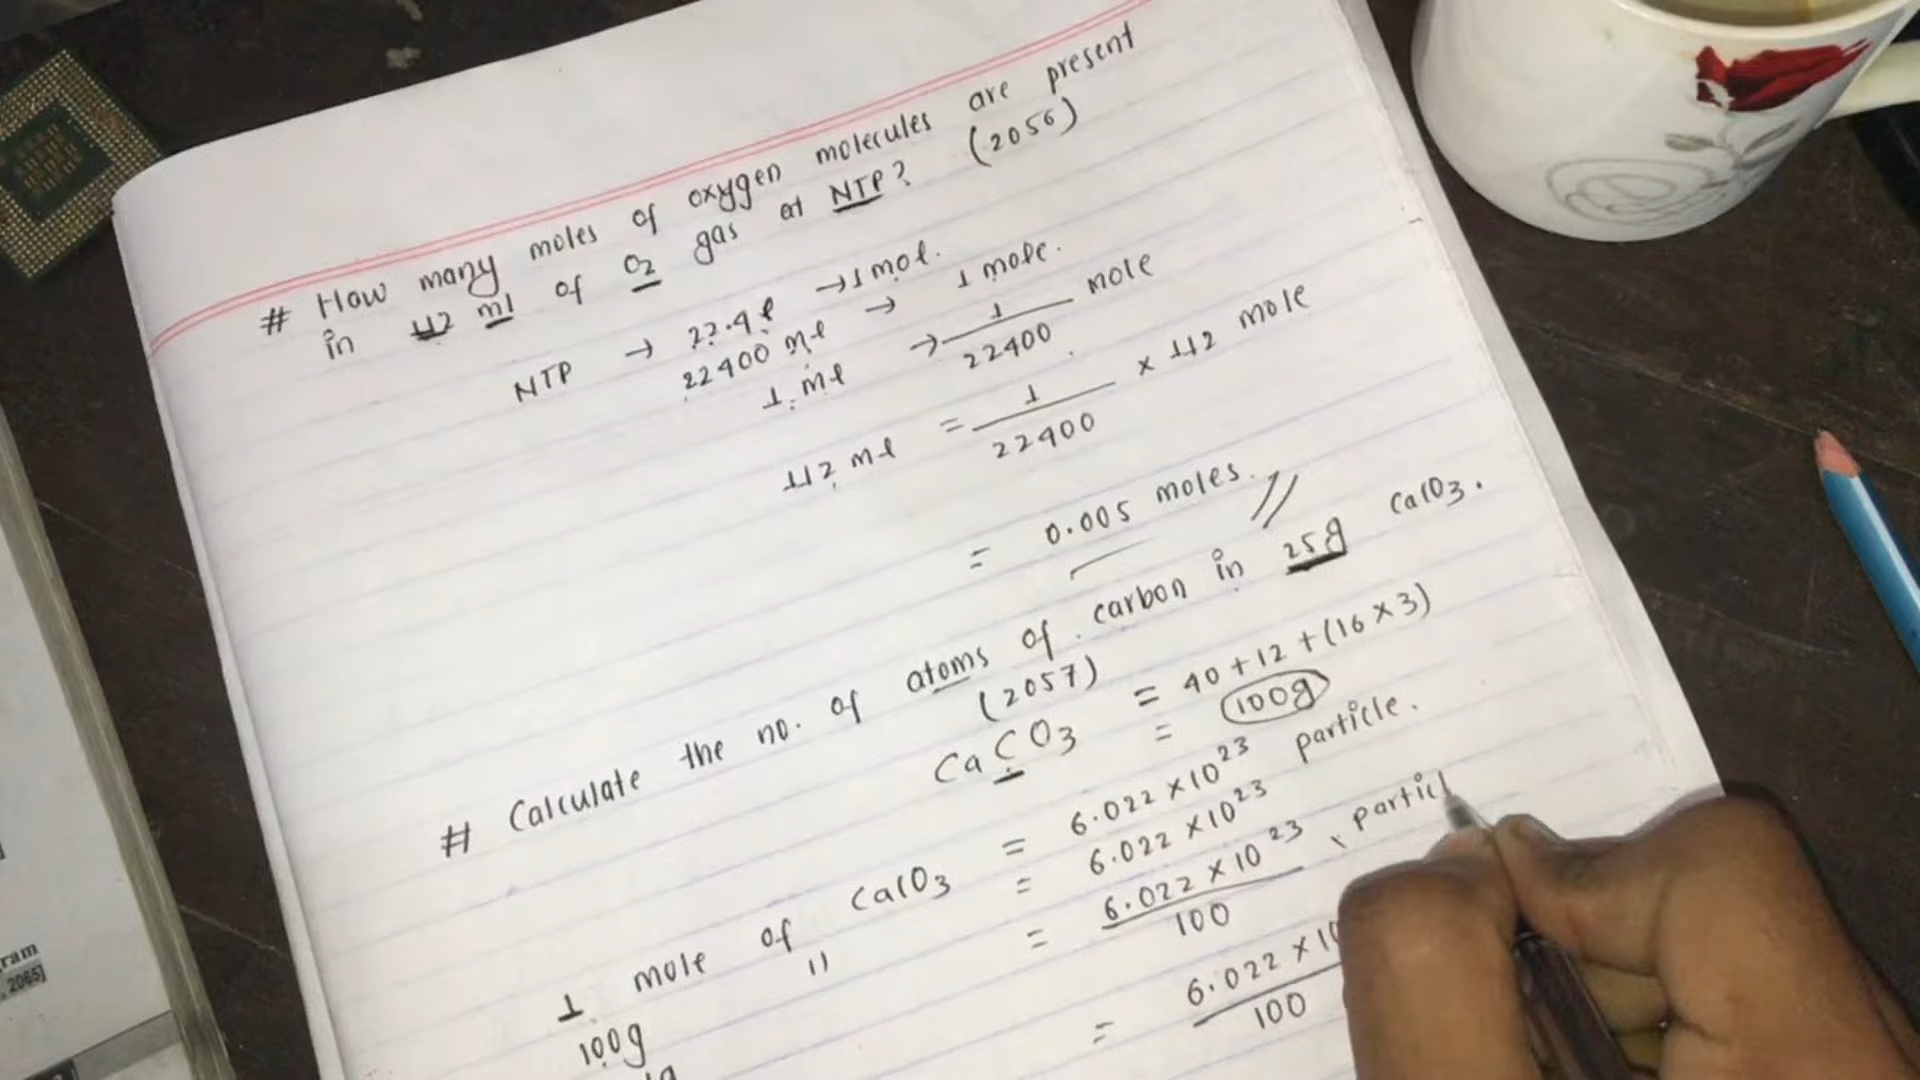 # How many moles of oxygen molecules are present
in 112 ml of O2 gas at NTP? (2056)
NTP → 22.4 l → 1 mol.
22400 ml → 1 mole.
1 ml → 1/22400 mole
112 ml = 1/22400 × 112 mole
= 0.005 moles.
# Calculate the no. of atoms of carbon in 25g CaCO3.
(2057)
CaCO3 = 40 + 12 + (16 × 3)
= 100g
1 mole of CaCO3 = 6.022 × 10^23 particle.
100g " = 6.022 × 10^23
= 6.022 × 10^23 / 100 particl
= 6.022 × 10 / 100
ram
2065]